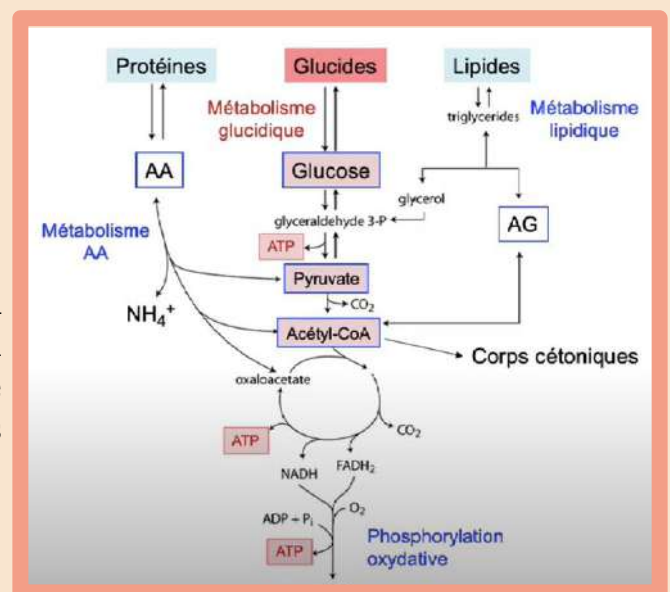 Protéines
Glucides
Lipides
Métabolisme
glucidique
triglycerides
Métabolisme
lipidique
AA
Glucose
glycerol
AG
Métabolisme
AA
glyceraldehyde 3-P
ATP
Pyruvate
NH₄⁺
CO₂
Acétyl-CoA
Corps cétoniques
oxaloacetate
CO₂
ATP
NADH
FADH₂
O₂
ADP + Pᵢ
ATP
Phosphorylation
oxydative